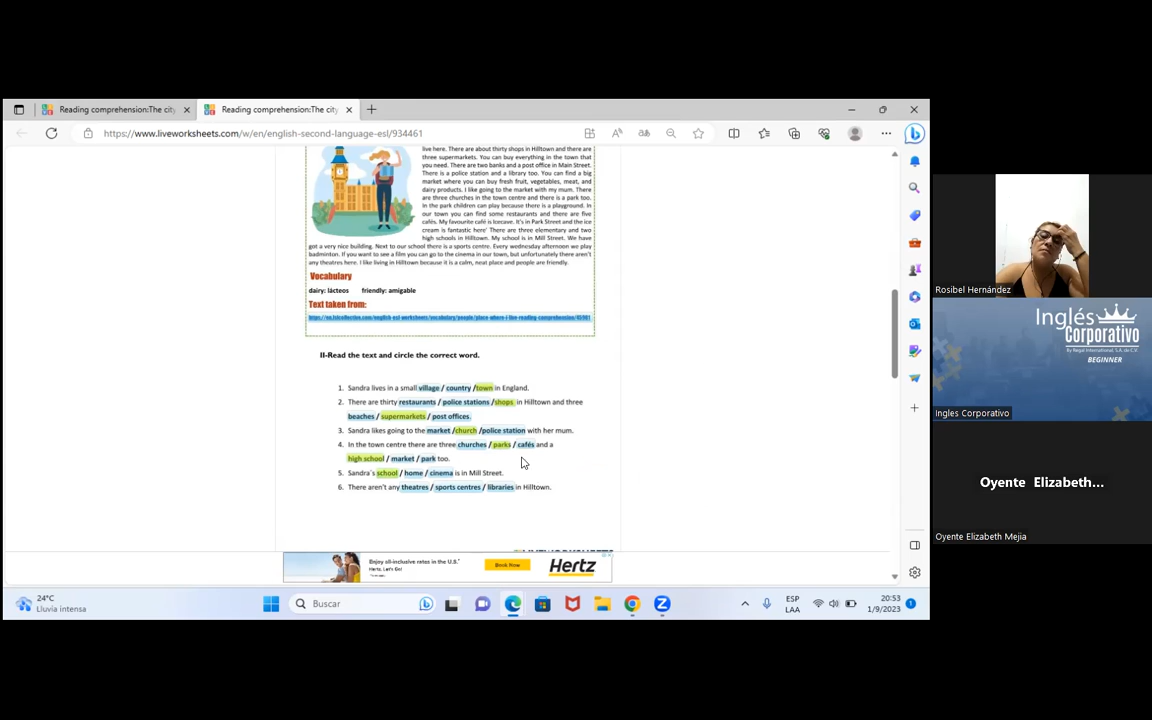 Reading comprehension:The city
Reading comprehension:The city
https://www.liveworksheets.com/w/en/english-second-language-esl/934461
live here. There are about thirty shops in Hilltown and there are
three supermarkets. You can buy everything in the town that
you need. There are two banks and a post office in Main Street.
There is a police station and a library too. You can find a big
market where you can buy fresh fruit, vegetables, meat, and
dairy products. I like going to the market with my mum. There
are three churches in the town centre and there is a park too.
In the park children can play because there is a playground. In
our town you can find some restaurants and there are five
cafés. My favourite café is Icecave. It's in Park Street and the ice
cream is fantastic here' There are three elementary and two
high schools in Hilltown. My school is in Mill Street. We have
got a very nice building. Next to our school there is a sports centre. Every wednesday afternoon we play
badminton. If you want to see a film you can go to the cinema in our town, but unfortunately there aren't
any theatres here. I like living in Hilltown because it is a calm, neat place and people are friendly.
Vocabulary
dairy: lácteos friendly: amigable
Text taken from:
II-Read the text and circle the correct word.
1. Sandra lives in a small village / country /town in England.
2. There are thirty restaurants / police stations /shops in Hilltown and three
beaches / supermarkets / post offices.
3. Sandra likes going to the market /church /police station with her mum.
4. In the town centre there are three churches / parks / cafés and a
high school / market / park too.
5. Sandra´s school / home / cinema is in Mill Street.
6. There aren't any theatres / sports centres / libraries in Hilltown.
Enjoy all-inclusive rates in the U.S.*
Hertz, Let's Go!
Book Now
Hertz
24°C
Lluvia intensa
Buscar
ESP
LAA
20:53
1/9/2023
Rosibel Hernández
Inglés
Corporativo
By Regal International, S.A. de C.V.
BEGINNER
Ingles Corporativo
Oyente Elizabeth...
Oyente Elizabeth Mejia